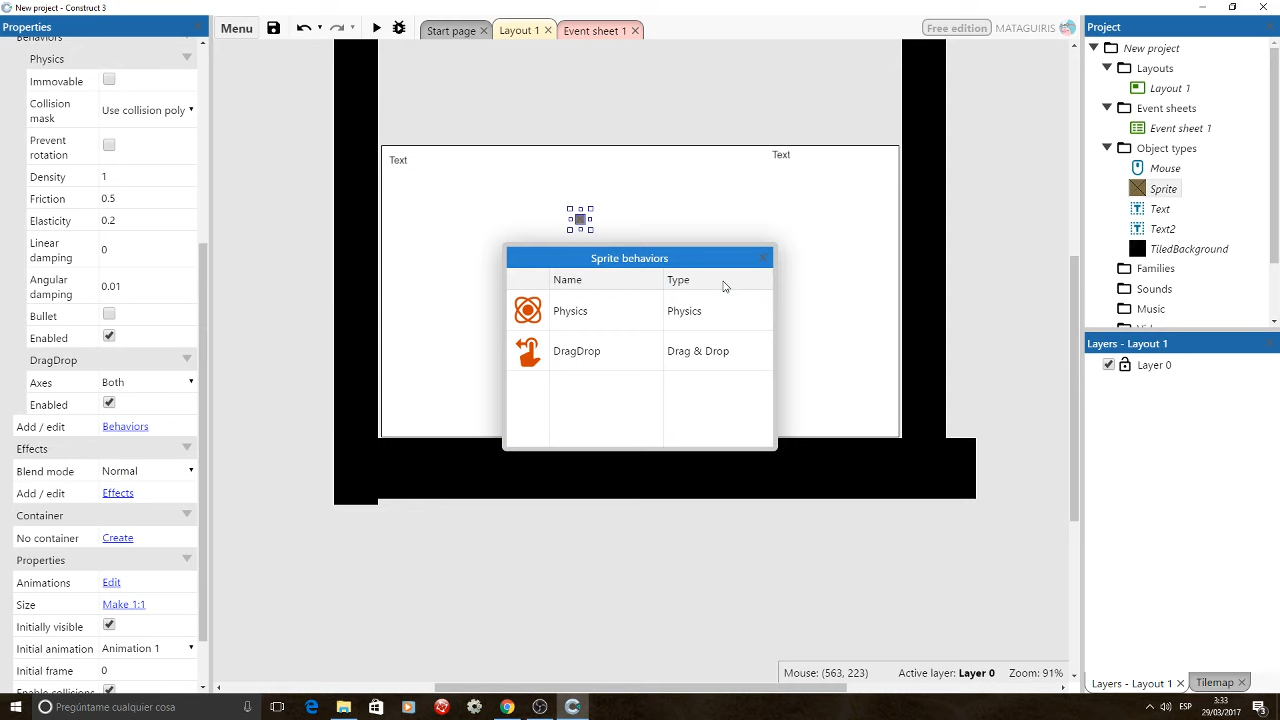 New project - Construct 3
Properties
Menu
Start page
Layout 1
Event sheet 1
Free edition
MATAGUIRIS
Project
Behaviors
Physics
Immovable
Collision mask
Use collision poly
Prevent rotation
Density
1
Friction
0.5
Elasticity
0.2
Linear damping
0
Angular damping
0.01
Bullet
Enabled
DragDrop
Axes
Both
Enabled
Add / edit
Behaviors
Effects
Blend mode
Normal
Add / edit
Effects
Container
No container
Create
Properties
Animations
Edit
Size
Make 1:1
Initially visible
Initial animation
Animation 1
Initial frame
0
Enable collisions
Text
Text
Sprite behaviors
Name
Type
Physics
Physics
DragDrop
Drag & Drop
Mouse: (563, 223)
Active layer: Layer 0
Zoom: 91%
New project
Layouts
Layout 1
Event sheets
Event sheet 1
Object types
Mouse
Sprite
Text
Text2
TiledBackground
Families
Sounds
Music
Layers - Layout 1
Layer 0
Layers - Layout 1
Tilemap
Pregúntame cualquier cosa
ESP
3:33
29/03/2017